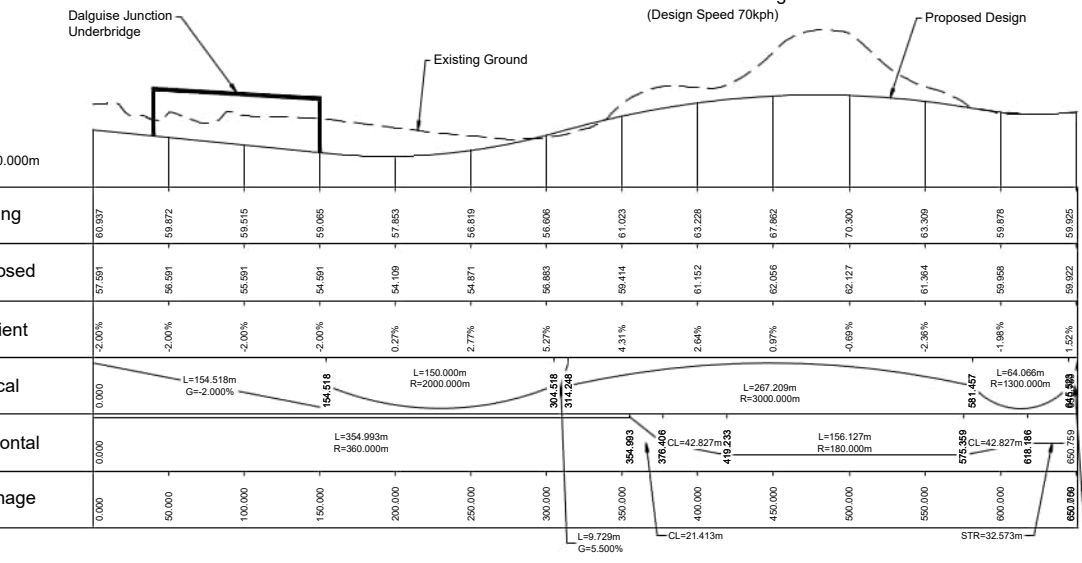 (Design Speed 70kph)
Dalguise Junction
Underbridge
Proposed Design
Existing Ground
0.000m
ng
60.937 59.872 59.515 59.065 57.853 56.819 56.606 61.023 63.228 67.862 70.300 63.309 59.878 59.925
osed
57.591 56.591 55.591 54.591 54.109 54.871 56.883 59.414 61.152 62.056 62.127 61.364 59.958 59.922
ient
-2.00% -2.00% -2.00% -2.00% 0.27% 2.77% 5.27% 4.31% 2.64% 0.97% -0.69% -2.36% -1.98% 1.52%
cal
0.000
L=154.518m
G=-2.000%
154.518
L=150.000m
R=2000.000m
304.518
314.248
L=267.209m
R=3000.000m
581.457
L=64.066m
R=1300.000m
ontal
0.000
L=354.993m
R=360.000m
354.993
376.406
CL=42.827m
419.233
L=156.127m
R=180.000m
575.359
CL=42.827m
618.186
650.759
nage
0.000 50.000 100.000 150.000 200.000 250.000 300.000 350.000 400.000 450.000 500.000 550.000 600.000
L=9.729m
G=5.500%
CL=21.413m
STR=32.573m